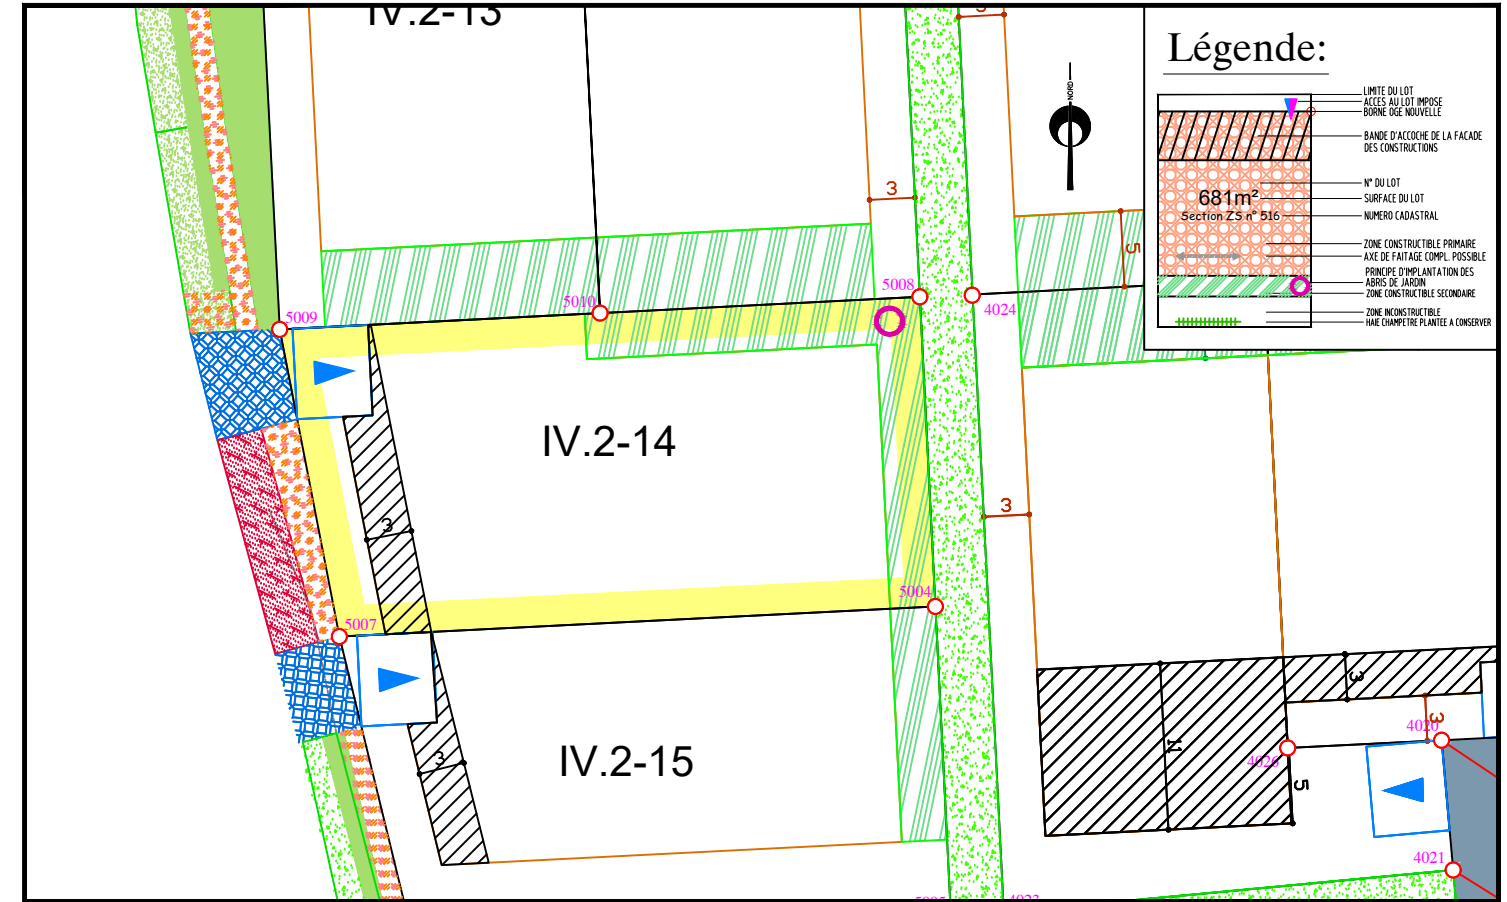 IV.2-13
3
Légende:
NORD
LIMITE DU LOT
ACCES AU LOT IMPOSE
BORNE OGE NOUVELLE
BANDE D'ACCOCHE DE LA FACADE
DES CONSTRUCTIONS
N° DU LOT
681m²
SURFACE DU LOT
Section ZS n° 516
NUMERO CADASTRAL
ZONE CONSTRUCTIBLE PRIMAIRE
AXE DE FAITAGE COMPL. POSSIBLE
PRINCIPE D'IMPLANTATION DES
ABRIS DE JARDIN
ZONE CONSTRUCTIBLE SECONDAIRE
ZONE INCONSTRUCTIBLE
HAIE CHAMPETRE PLANTEE A CONSERVER
3
5
5008
5010
4024
5009
IV.2-14
3
3
5004
5007
3
3
4020
IV.2-15
3
4026
5
4021